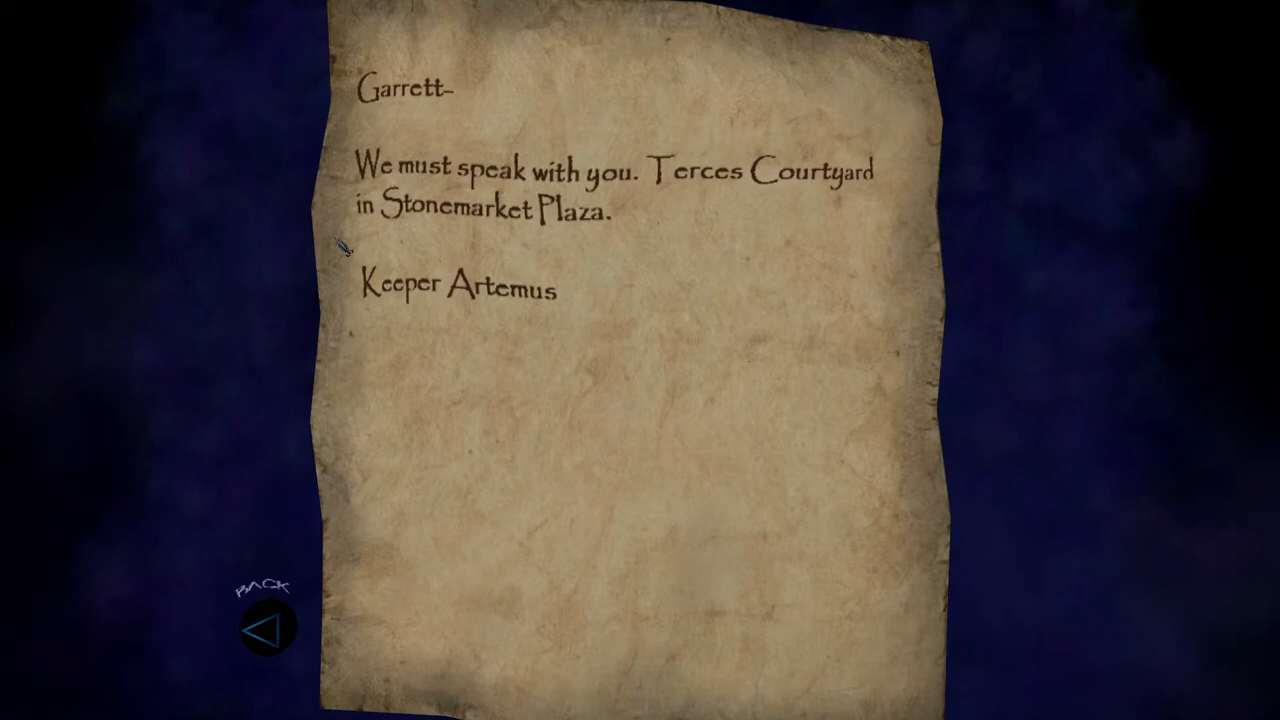 Garrett-
We must speak with you. Terces Courtyard
in Stonemarket Plaza.
Keeper Artemus
BACK